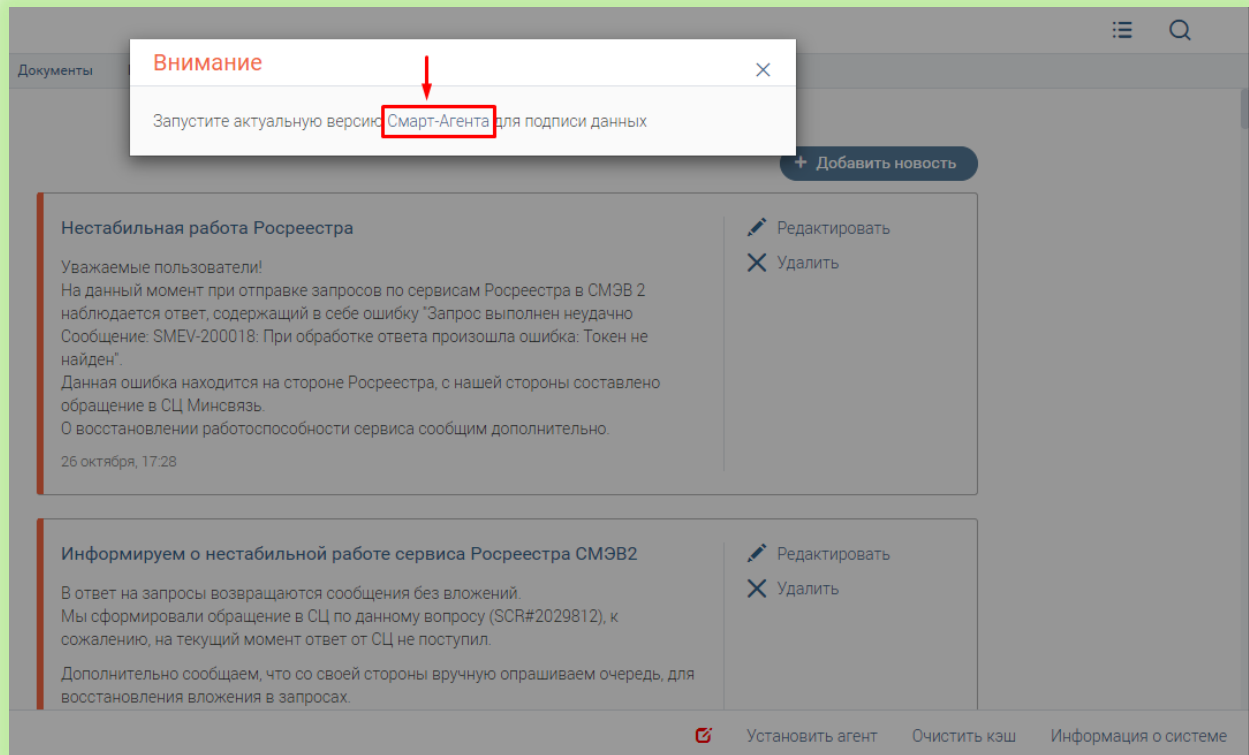 Внимание
Документы
Запустите актуальную версию Смарт-Агента для подписи данных
+ Добавить новость
Нестабильная работа Росреестра
Редактировать
Удалить
Уважаемые пользователи!
На данный момент при отправке запросов по сервисам Росреестра в СМЭВ 2
наблюдается ответ, содержащий в себе ошибку "Запрос выполнен неудачно
Сообщение: SMEV-200018: При обработке ответа произошла ошибка: Токен не
найден".
Данная ошибка находится на стороне Росреестра, с нашей стороны составлено
обращение в СЦ Минсвязь.
О восстановлении работоспособности сервиса сообщим дополнительно.
26 октября, 17:28
Информируем о нестабильной работе сервиса Росреестра СМЭВ2
Редактировать
Удалить
В ответ на запросы возвращаются сообщения без вложений.
Мы сформировали обращение в СЦ по данному вопросу (SCR#2029812), к
сожалению, на текущий момент ответ от СЦ не поступил.
Дополнительно сообщаем, что со своей стороны вручную опрашиваем очередь, для
восстановления вложения в запросах.
Установить агент Очистить кэш Информация о системе